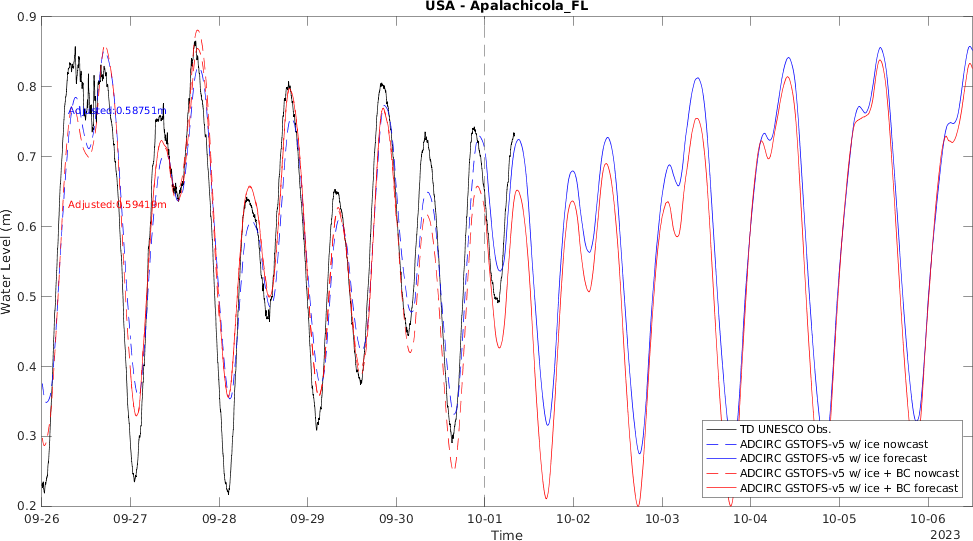 USA - Apalachicola_FL
0.9
0.8
0.7
0.6
0.5
0.4
0.3
0.2
Water Level (m)
Adjusted:0.58751m
Adjusted:0.59419m
TD UNESCO Obs.
ADCIRC GSTOFS-v5 w/ ice nowcast
ADCIRC GSTOFS-v5 w/ ice forecast
ADCIRC GSTOFS-v5 w/ ice + BC nowcast
ADCIRC GSTOFS-v5 w/ ice + BC forecast
09-26 09-27 09-28 09-29 09-30 10-01 10-02 10-03 10-04 10-05 10-06
Time
2023